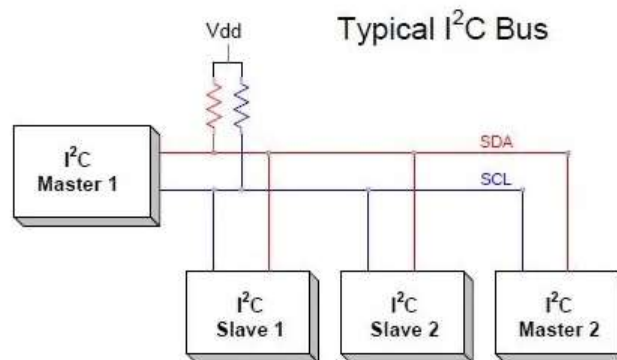 Typical I²C Bus
Vdd
I²C
Master 1
SDA
SCL
I²C
Slave 1
I²C
Slave 2
I²C
Master 2